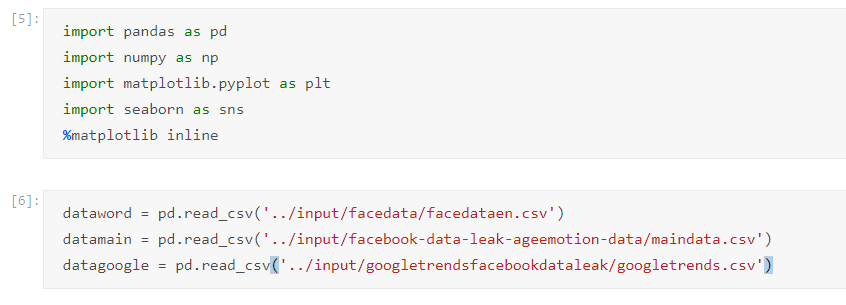 [5]:
import pandas as pd
import numpy as np
import matplotlib.pyplot as plt
import seaborn as sns
%matplotlib inline
[6]:
dataword = pd.read_csv('../input/facedata/facedataen.csv')
datamain = pd.read_csv('../input/facebook-data-leak-ageemotion-data/maindata.csv')
datagoogle = pd.read_csv('../input/googletrendsfacebookdataleak/googletrends.csv')